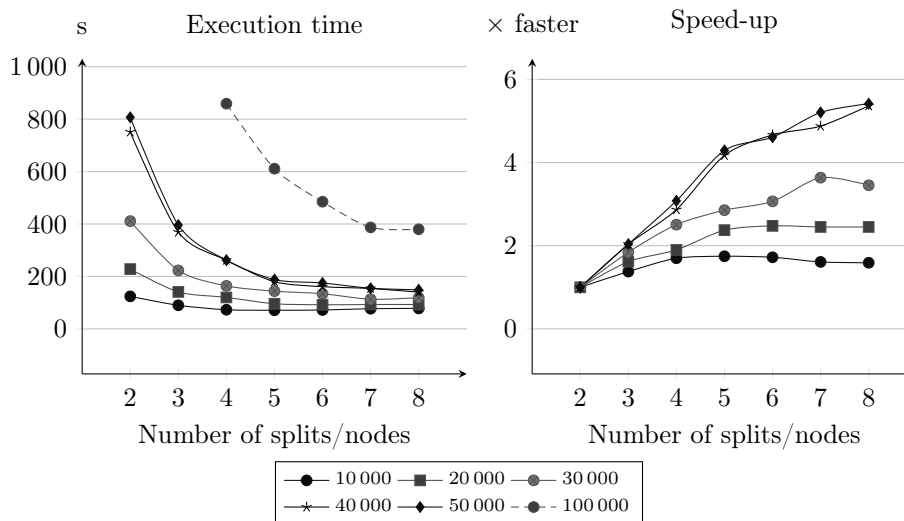 s Execution time
1 000
800
600
400
200
0
2 3 4 5 6 7 8
Number of splits/nodes
× faster Speed-up
6
4
2
0
2 3 4 5 6 7 8
Number of splits/nodes
10 000 20 000 30 000
40 000 50 000 100 000